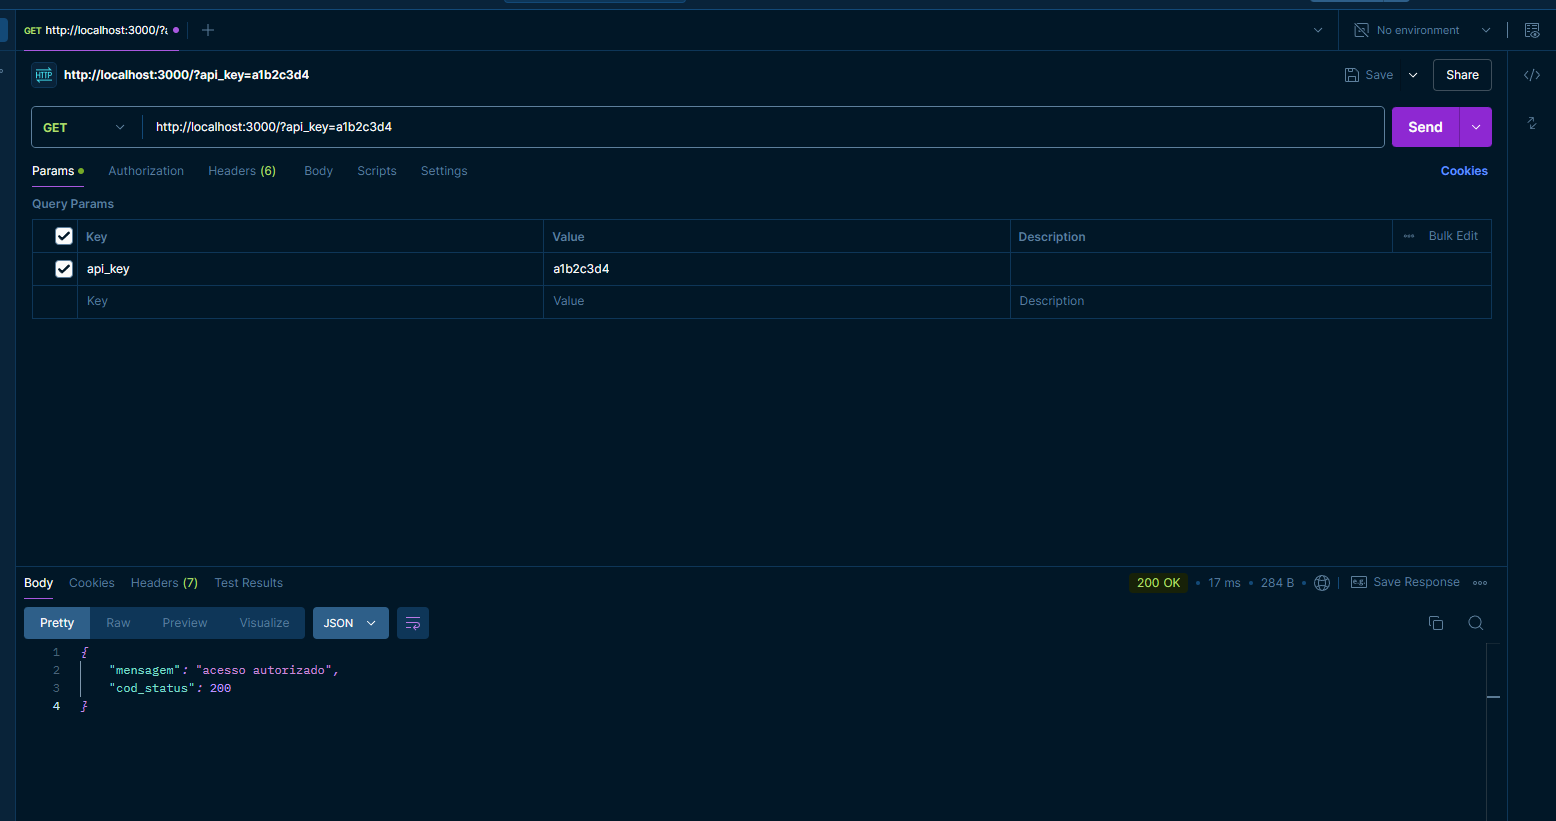 GET http://localhost:3000/?a
No environment
HTTP http://localhost:3000/?api_key=a1b2c3d4
Save
Share
GET http://localhost:3000/?api_key=a1b2c3d4
Send
Params Authorization Headers (6) Body Scripts Settings Cookies
Query Params
Key Value Description Bulk Edit
api_key a1b2c3d4
Key Value Description
Body Cookies Headers (7) Test Results 200 OK • 17 ms • 284 B • e.g. Save Response
Pretty Raw Preview Visualize JSON
1 {
2 "mensagem": "acesso autorizado",
3 "cod_status": 200
4 }